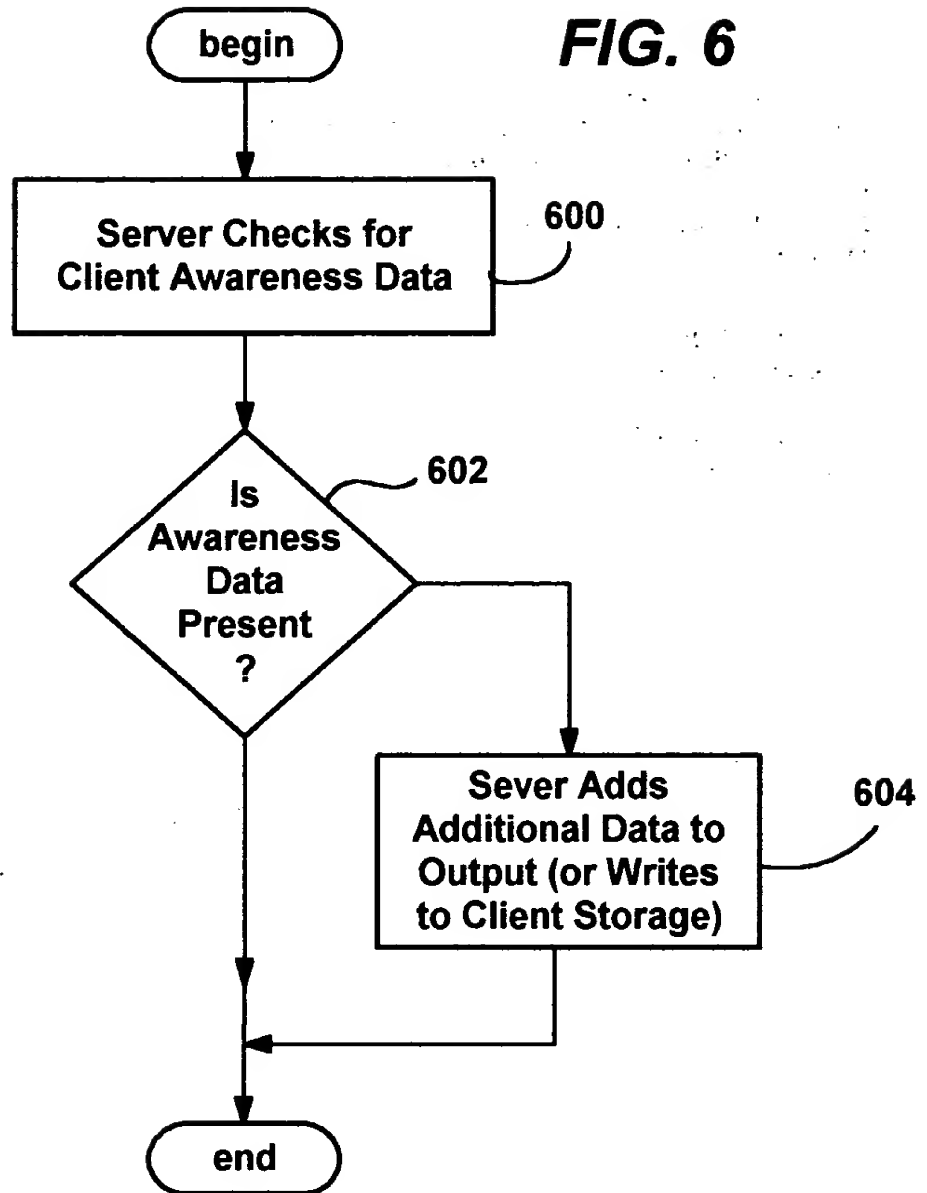 begin
FIG. 6
Server Checks for
Client Awareness Data
600
Is
Awareness
Data
Present
?
602
Sever Adds
Additional Data to
Output (or Writes
to Client Storage)
604
end